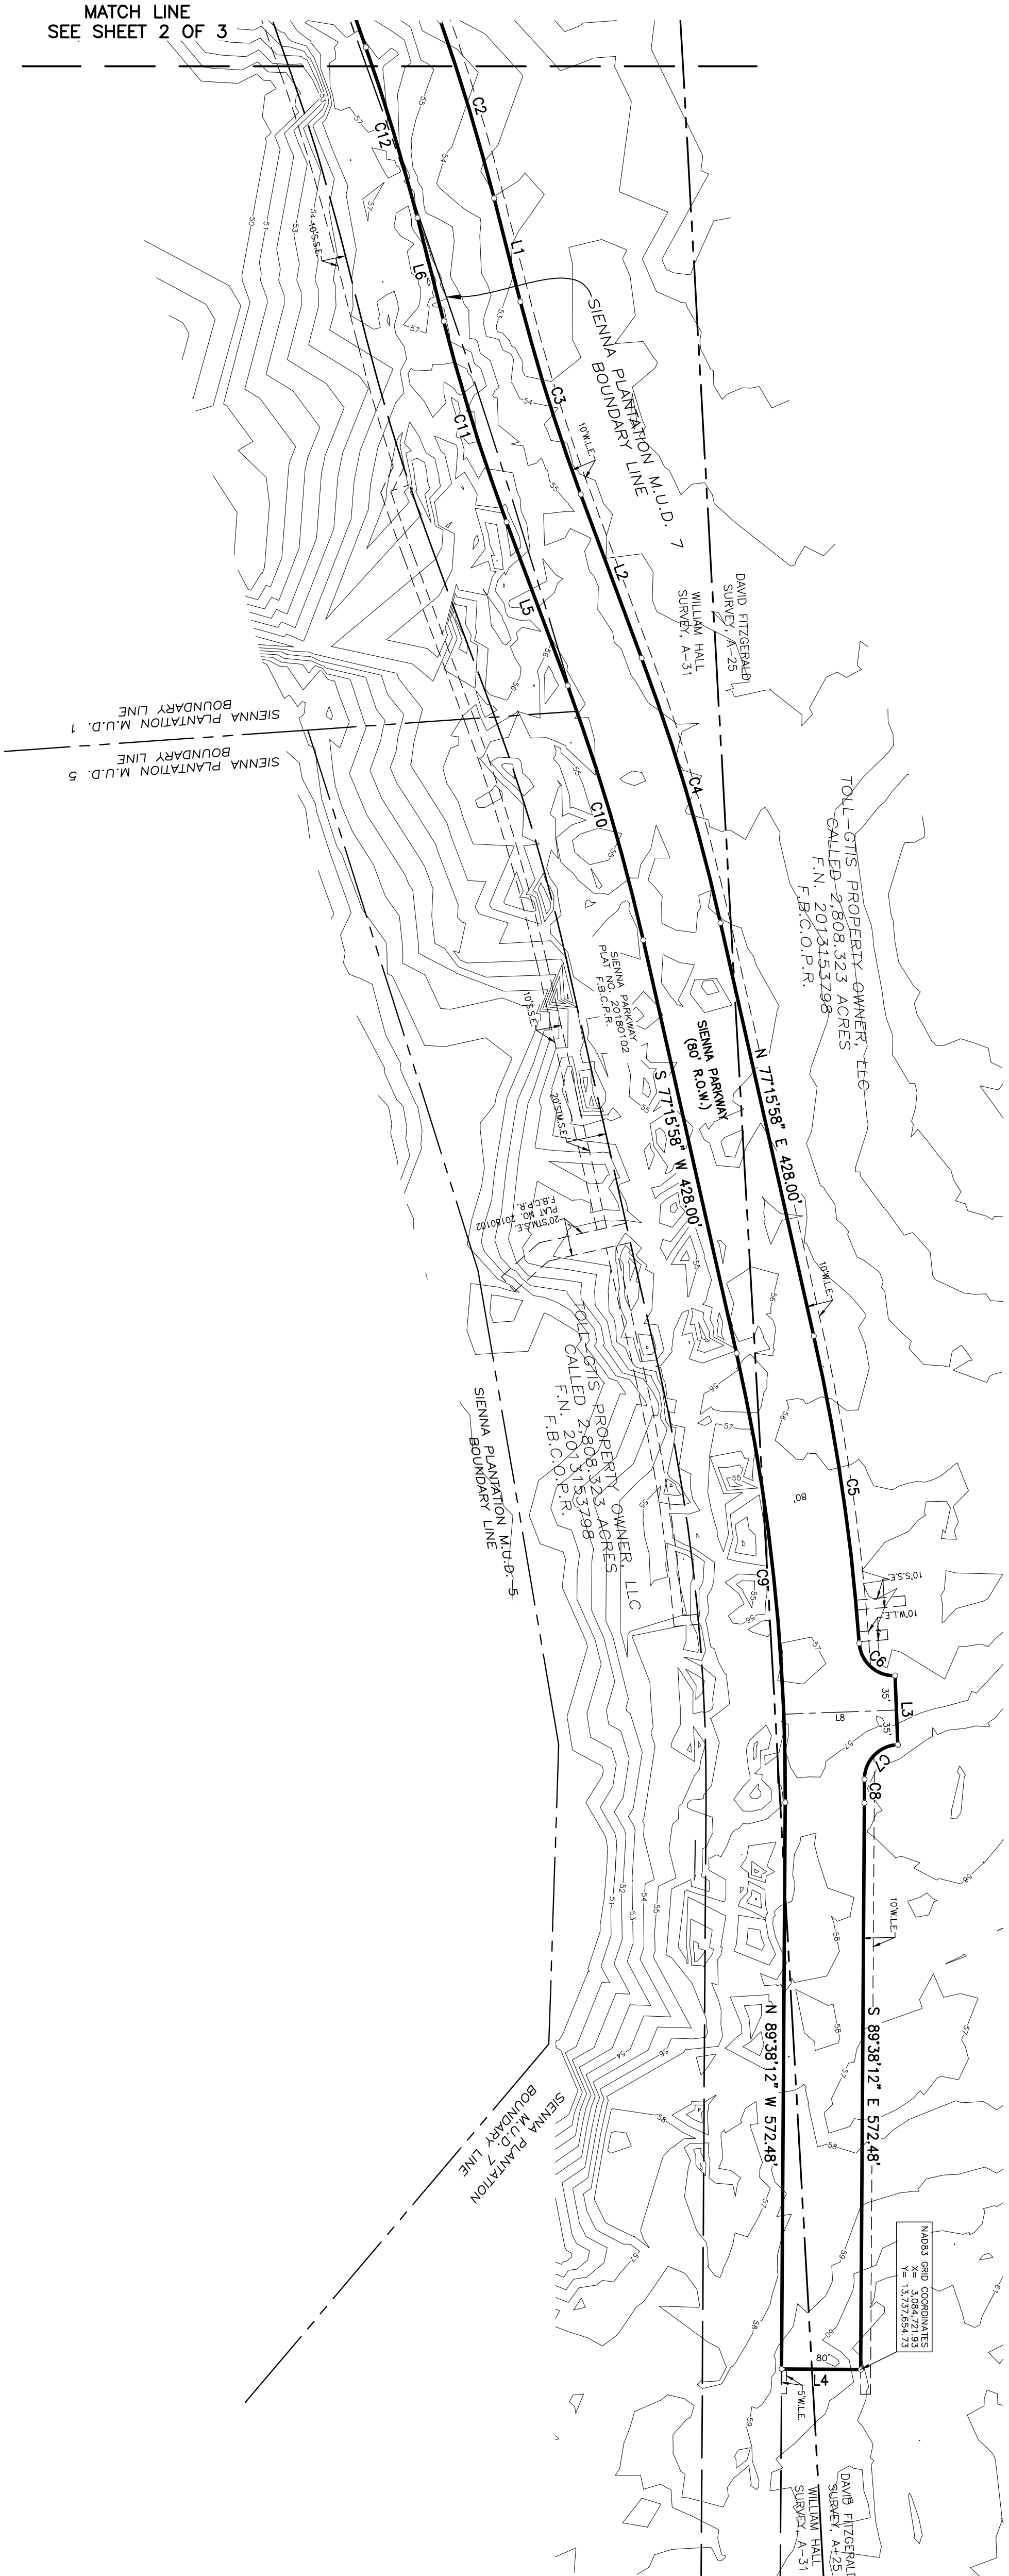 MATCH LINE
SEE SHEET 2 OF 3
C2
C12
L1
L6
10'S.S.E.
SIENNA PLANTATION M.U.D. 7
BOUNDARY LINE
C3
C11
10'W.L.E.
L2
L5
DAVID FITZGERALD
SURVEY, A-25
WILLIAM HALL
SURVEY, A-31
SIENNA PLANTATION M.U.D. 1
BOUNDARY LINE
SIENNA PLANTATION M.U.D. 5
BOUNDARY LINE
C4
C10
TOLL-GTIS PROPERTY OWNER, LLC
CALLED 2,808.323 ACRES
F.N. 2013153798
F.B.C.O.P.R.
SIENNA PARKWAY
PLAT NO. 20180102
F.B.C.P.R.
10'S.S.E.
SIENNA PARKWAY
(80' R.O.W.)
N 77°15'58" E 428.00'
S 77°15'58" W 428.00'
20'STM.S.E.
20'STM.S.E.
PLAT NO. 20180102
F.B.C.P.R.
10'W.L.E.
TOLL-GTIS PROPERTY OWNER, LLC
CALLED 2,808.323 ACRES
F.N. 2013153798
F.B.C.O.P.R.
SIENNA PLANTATION M.U.D. 5
BOUNDARY LINE
80'
C5
C9
10'S.S.E.
10'W.L.E.
C6
35'
L3
35'
L8
C7
C8
10'W.L.E.
S 89°38'12" E 572.48'
N 89°38'12" W 572.48'
SIENNA PLANTATION
M.U.D. 7
BOUNDARY LINE
NAD83 GRID COORDINATES
X= 3,084,721.93
Y= 13,737,654.73
80'
L4
5'W.L.E.
DAVID FITZGERALD
SURVEY, A-25
WILLIAM HALL
SURVEY, A-31